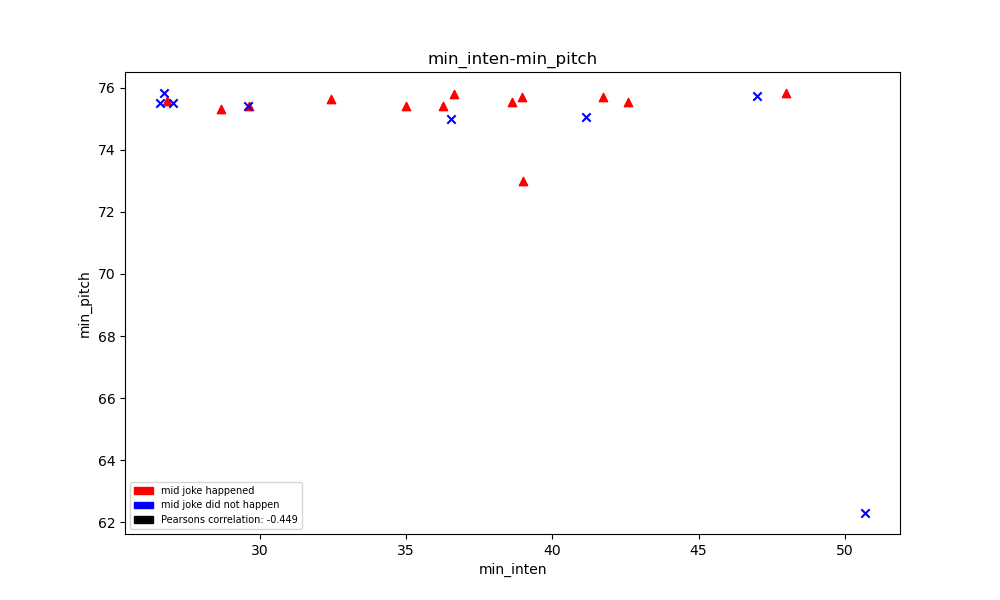 min_inten-min_pitch
76
74
72
70
68
66
64
62
min_pitch
mid joke happened
mid joke did not happen
Pearsons correlation: -0.449
30 35 40 45 50
min_inten